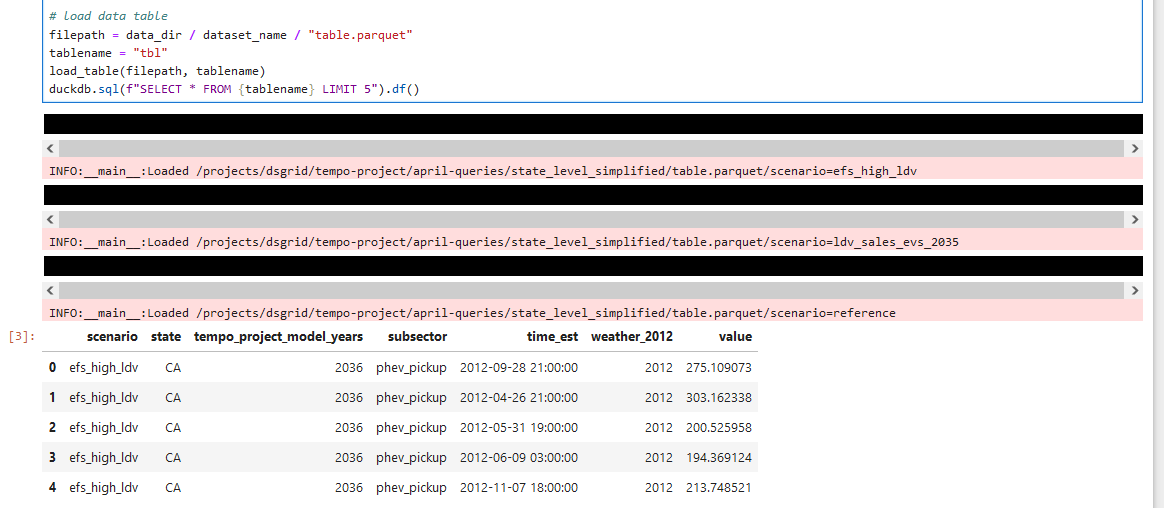 # load data table
filepath = data_dir / dataset_name / "table.parquet"
tablename = "tbl"
load_table(filepath, tablename)
duckdb.sql(f"SELECT * FROM {tablename} LIMIT 5").df()
INFO:__main__:Loaded /projects/dsgrid/tempo-project/april-queries/state_level_simplified/table.parquet/scenario=efs_high_ldv
INFO:__main__:Loaded /projects/dsgrid/tempo-project/april-queries/state_level_simplified/table.parquet/scenario=ldv_sales_evs_2035
INFO:__main__:Loaded /projects/dsgrid/tempo-project/april-queries/state_level_simplified/table.parquet/scenario=reference
[3]: scenario state tempo_project_model_years subsector time_est weather_2012 value
0 efs_high_ldv CA 2036 phev_pickup 2012-09-28 21:00:00 2012 275.109073
1 efs_high_ldv CA 2036 phev_pickup 2012-04-26 21:00:00 2012 303.162338
2 efs_high_ldv CA 2036 phev_pickup 2012-05-31 19:00:00 2012 200.525958
3 efs_high_ldv CA 2036 phev_pickup 2012-06-09 03:00:00 2012 194.369124
4 efs_high_ldv CA 2036 phev_pickup 2012-11-07 18:00:00 2012 213.748521